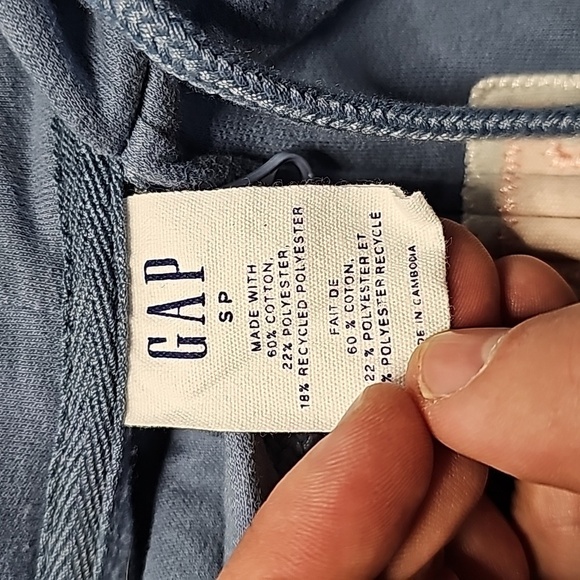 GAP
SP
MADE WITH
60% COTTON,
22% POLYESTER,
18% RECYCLED POLYESTER
FAIT DE
60 % COTON,
22 % POLYESTER ET
% POLYESTER RECYCLÉ
IN CAMBODIA